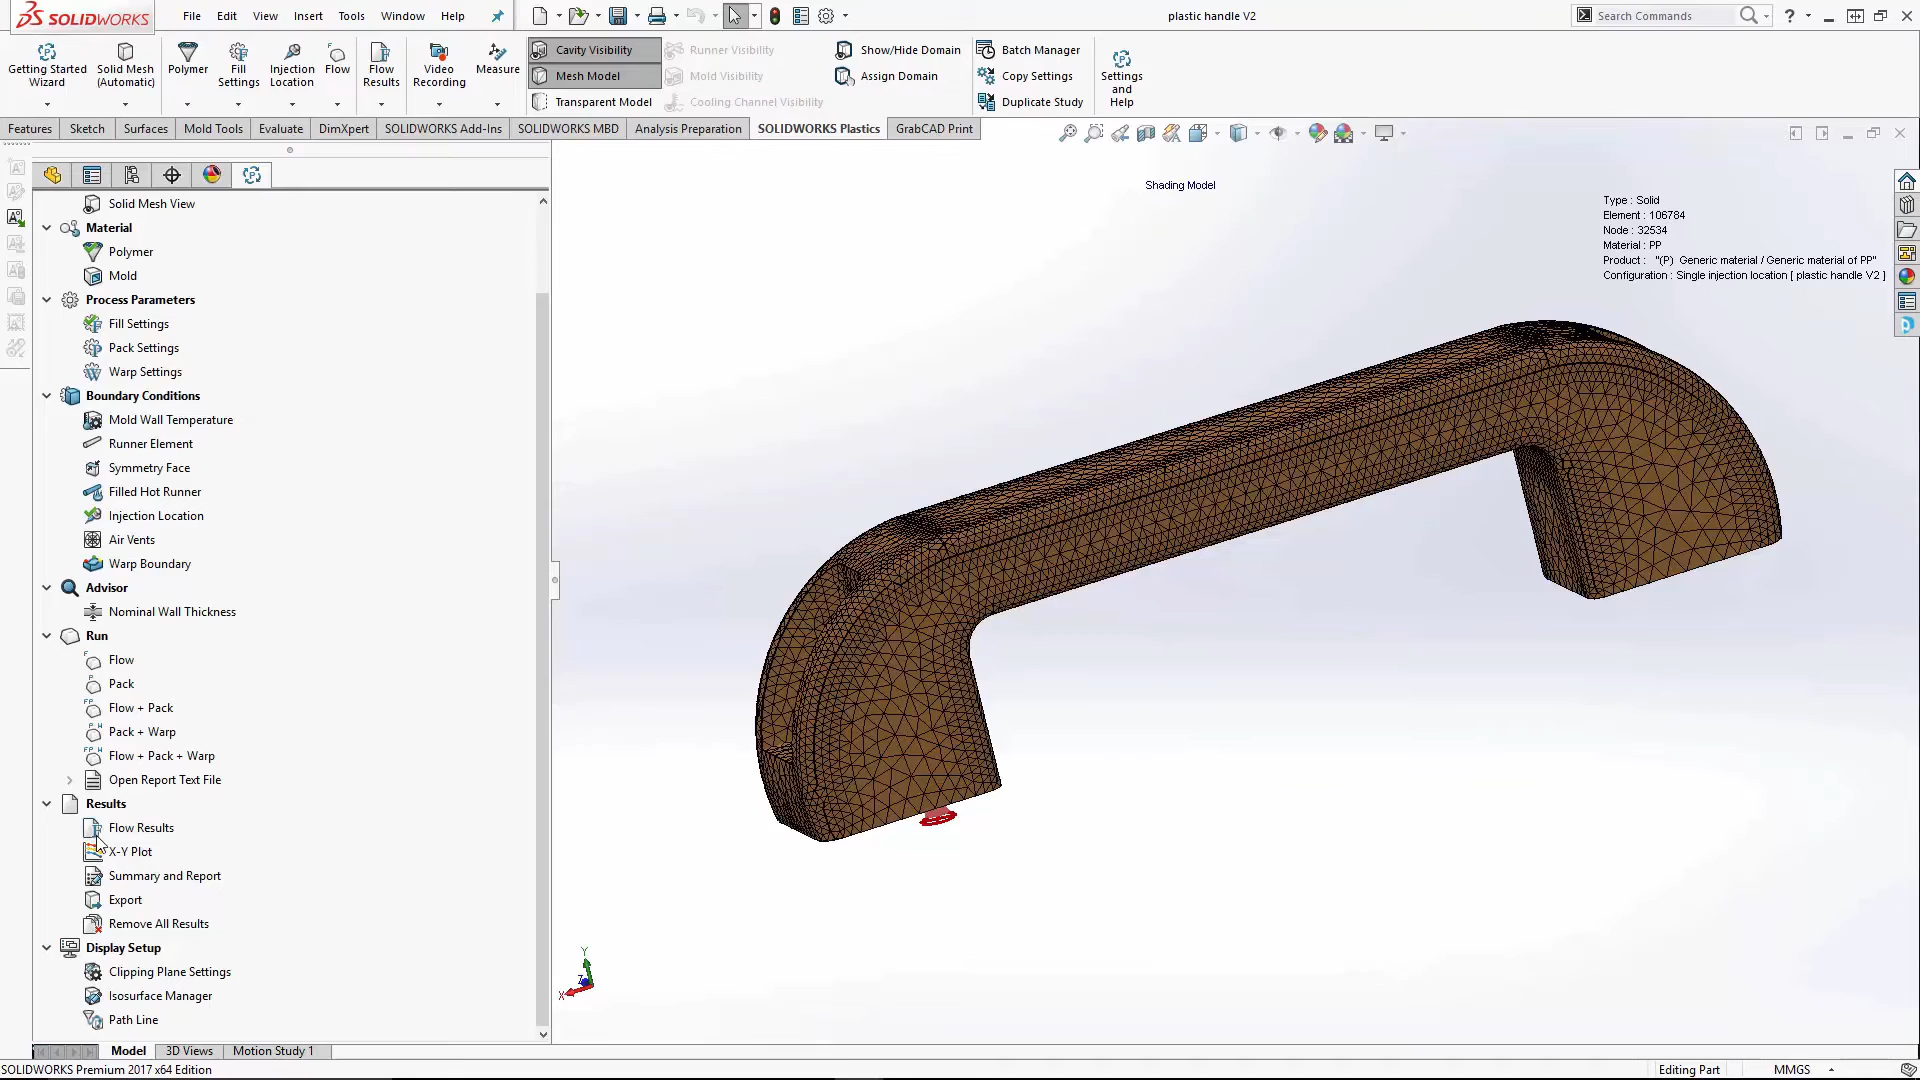 SOLIDWORKS
File
Edit
View
Insert
Tools
Window
Help
plastic handle V2
Search Commands
Getting Started Wizard
Solid Mesh (Automatic)
Polymer
Fill Settings
Injection Location
Flow
Flow Results
Video Recording
Measure
Cavity Visibility
Mesh Model
Transparent Model
Runner Visibility
Mold Visibility
Cooling Channel Visibility
Show/Hide Domain
Assign Domain
Batch Manager
Copy Settings
Duplicate Study
Settings and Help
Features
Sketch
Surfaces
Mold Tools
Evaluate
DimXpert
SOLIDWORKS Add-Ins
SOLIDWORKS MBD
Analysis Preparation
SOLIDWORKS Plastics
GrabCAD Print
Solid Mesh View
Material
Polymer
Mold
Process Parameters
Fill Settings
Pack Settings
Warp Settings
Boundary Conditions
Mold Wall Temperature
Runner Element
Symmetry Face
Filled Hot Runner
Injection Location
Air Vents
Warp Boundary
Advisor
Nominal Wall Thickness
Run
Flow
Pack
Flow + Pack
Pack + Warp
Flow + Pack + Warp
Open Report Text File
Results
Flow Results
X-Y Plot
Summary and Report
Export
Remove All Results
Display Setup
Clipping Plane Settings
Isosurface Manager
Path Line
Shading Model
Type : Solid
Element : 106784
Node : 32534
Material : PP
Product : "(P) Generic material / Generic material of PP"
Configuration : Single injection location [ plastic handle V2 ]
Y
Z
X
Model
3D Views
Motion Study 1
SOLIDWORKS Premium 2017 x64 Edition
Editing Part
MMGS